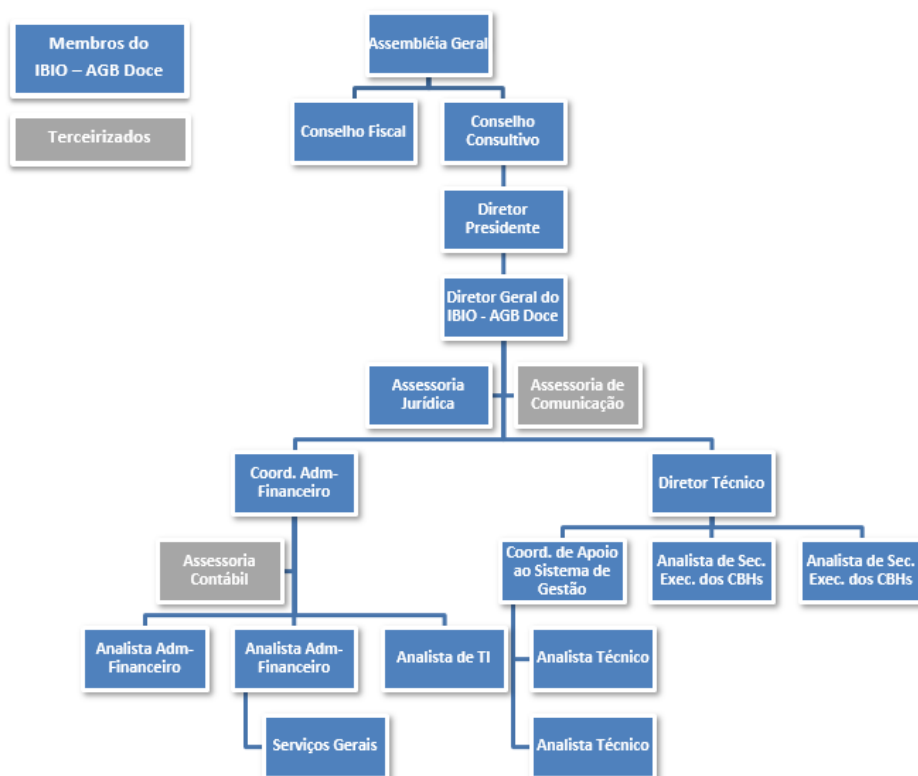 Membros do
IBIO – AGB Doce
Terceirizados
Assembléia Geral
Conselho Fiscal
Conselho
Consultivo
Diretor
Presidente
Diretor Geral do
IBIO - AGB Doce
Assessoria
Jurídica
Assessoria de
Comunicação
Coord. Adm-
Financeiro
Diretor Técnico
Assessoria
Contábil
Coord. de Apoio
ao Sistema de
Gestão
Analista de Sec.
Exec. dos CBHs
Analista de Sec.
Exec. dos CBHs
Analista Adm-
Financeiro
Analista Adm-
Financeiro
Analista de TI
Analista Técnico
Serviços Gerais
Analista Técnico